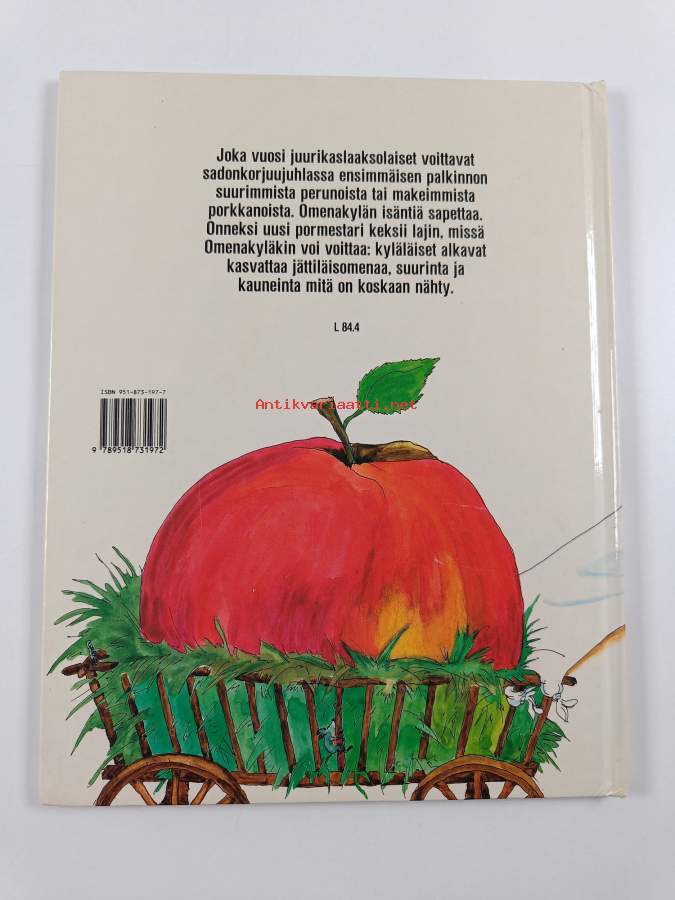 Joka vuosi juurikaslaaksolaiset voittavat
sadonkorjuujuhlassa ensimmäisen palkinnon
suurimmista perunoista tai makeimmista
porkkanoista. Omenakylän isäntiä sapettaa.
Onneksi uusi pormestari keksii lajin, missä
Omenakyläkin voi voittaa: kyläläiset alkavat
kasvattaa jättiläisomenaa, suurinta ja
kauneinta mitä on koskaan nähty.
L 84.4
ISBN 951-873-197-7
9 789518 731972
Antikvariaatti.net